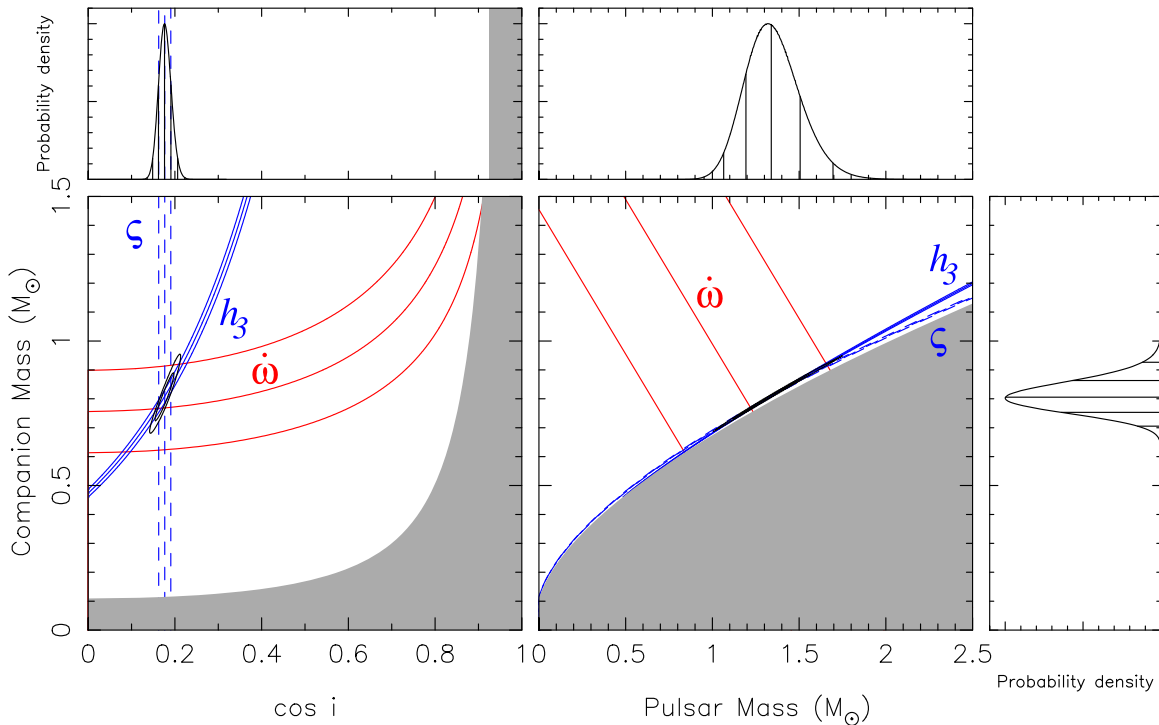 Probability density
Companion Mass (M⊙)
1.5
1
0.5
0
ς
h3
ω̇
0 0.2 0.4 0.6 0.8 1
cos i
h3
ω̇
ς
0 0.5 1 1.5 2 2.5
Pulsar Mass (M⊙)
Probability density